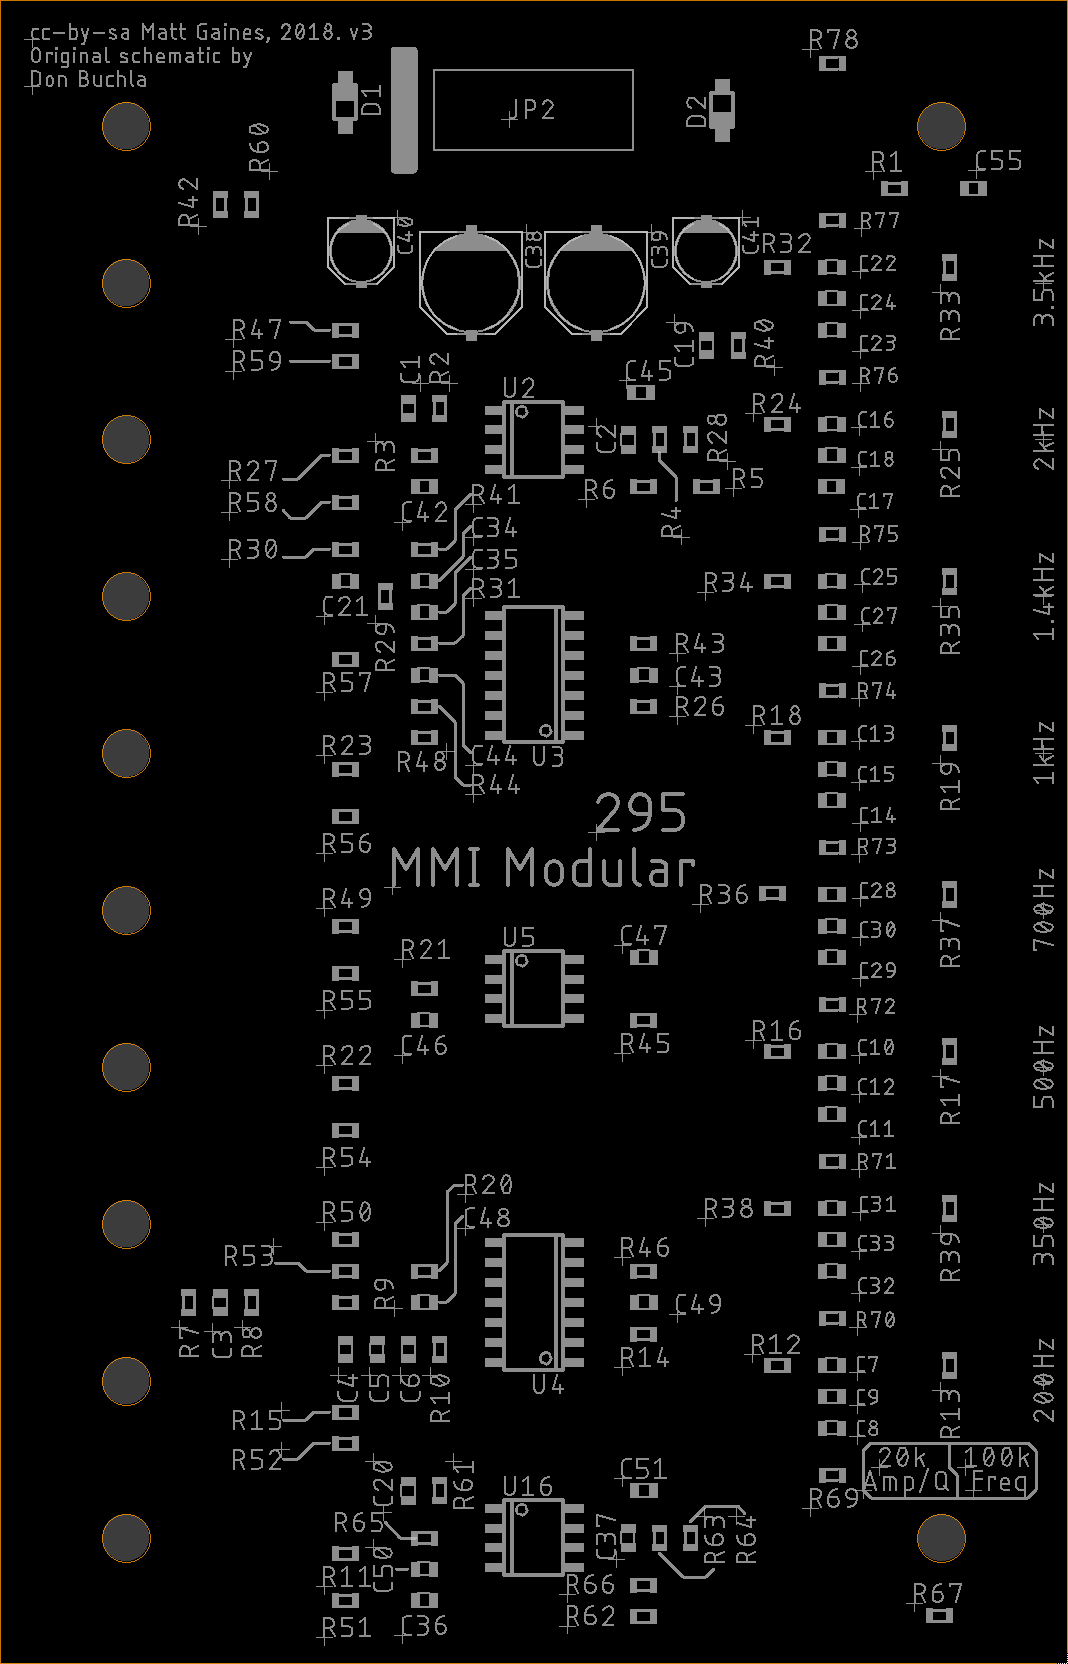 cc-by-sa Matt Gaines, 2018. v3
Original schematic by
Don Buchla
R78
D1
JP2
D2
R60
R1
C55
R42
C40
C38
C39
C41
R77
R32
C22
3.5kHz
R33
C24
R47
C19
R40
C23
R59
C1
R2
C45
R76
U2
R24
C16
2kHz
R3
C2
R28
C18
R25
R27
R6
R5
R58
R41
C17
C42
R4
C34
R75
R30
C35
R31
R34
C25
1.4kHz
C21
C27
R35
R29
R43
C26
R57
C43
R74
R26
R18
C13
1kHz
R23
R48
C44
U3
C15
R19
R44
295
C14
R56
MMI Modular
R73
R49
R36
C28
700Hz
R21
U5
C47
C30
R37
C29
R55
R72
C46
R45
R16
C10
500Hz
R22
C12
R17
C11
R54
R71
R20
R50
C48
R38
C31
350Hz
R53
R46
C33
R39
R9
C49
C32
R7
C3
R8
R70
R14
R12
C4
C5
C6
R10
U4
C7
200Hz
C9
R13
R15
C8
R52
20k
100k
C20
R61
U16
C51
Amp/Q
Freq
R69
R65
C37
R63
R64
R11
C50
R66
R67
R51
C36
R62